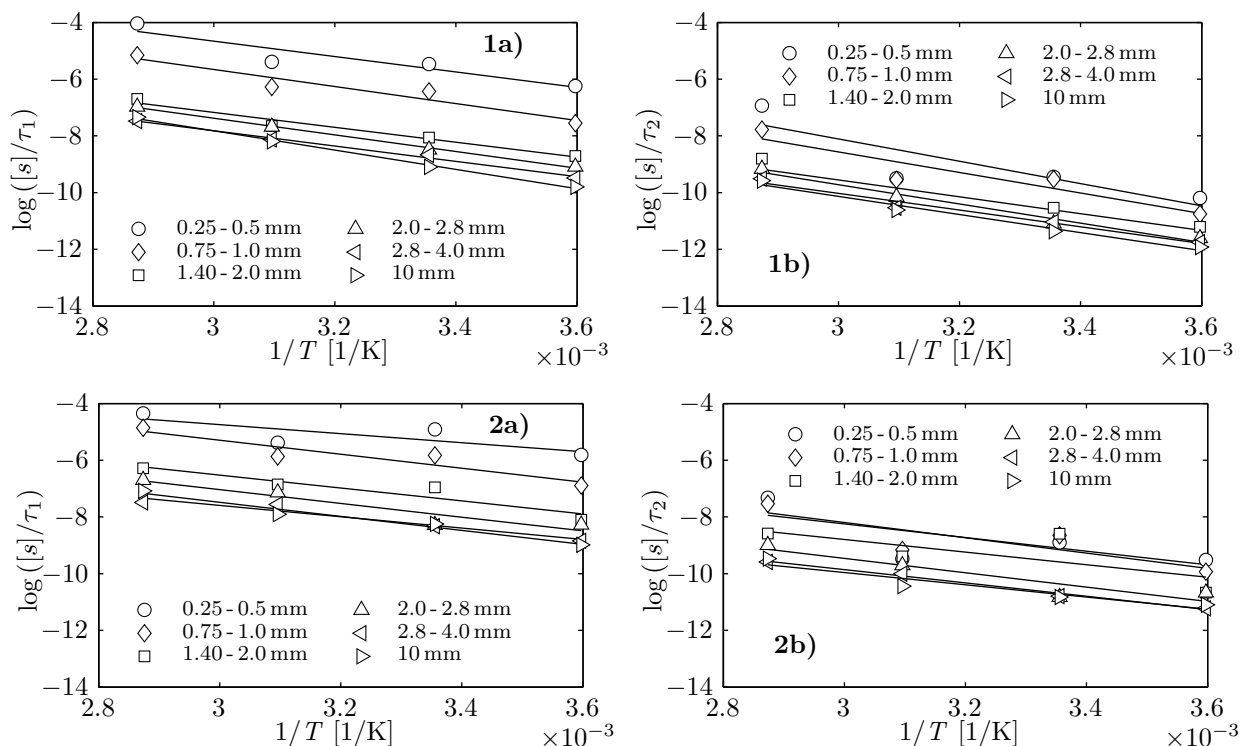 −4
−6
−8
−10
−12
−14
log([s]/τ1)
1a)
0.25 - 0.5 mm
0.75 - 1.0 mm
1.40 - 2.0 mm
2.0 - 2.8 mm
2.8 - 4.0 mm
10 mm
2.8 3 3.2 3.4 3.6
1/T [1/K]
×10−3
−4
−6
−8
−10
−12
−14
log([s]/τ2)
0.25 - 0.5 mm
0.75 - 1.0 mm
1.40 - 2.0 mm
2.0 - 2.8 mm
2.8 - 4.0 mm
10 mm
1b)
2.8 3 3.2 3.4 3.6
1/T [1/K]
×10−3
−4
−6
−8
−10
−12
−14
log([s]/τ1)
2a)
0.25 - 0.5 mm
0.75 - 1.0 mm
1.40 - 2.0 mm
2.0 - 2.8 mm
2.8 - 4.0 mm
10 mm
2.8 3 3.2 3.4 3.6
1/T [1/K]
×10−3
−4
−6
−8
−10
−12
−14
log([s]/τ2)
0.25 - 0.5 mm
0.75 - 1.0 mm
1.40 - 2.0 mm
2.0 - 2.8 mm
2.8 - 4.0 mm
10 mm
2b)
2.8 3 3.2 3.4 3.6
1/T [1/K]
×10−3